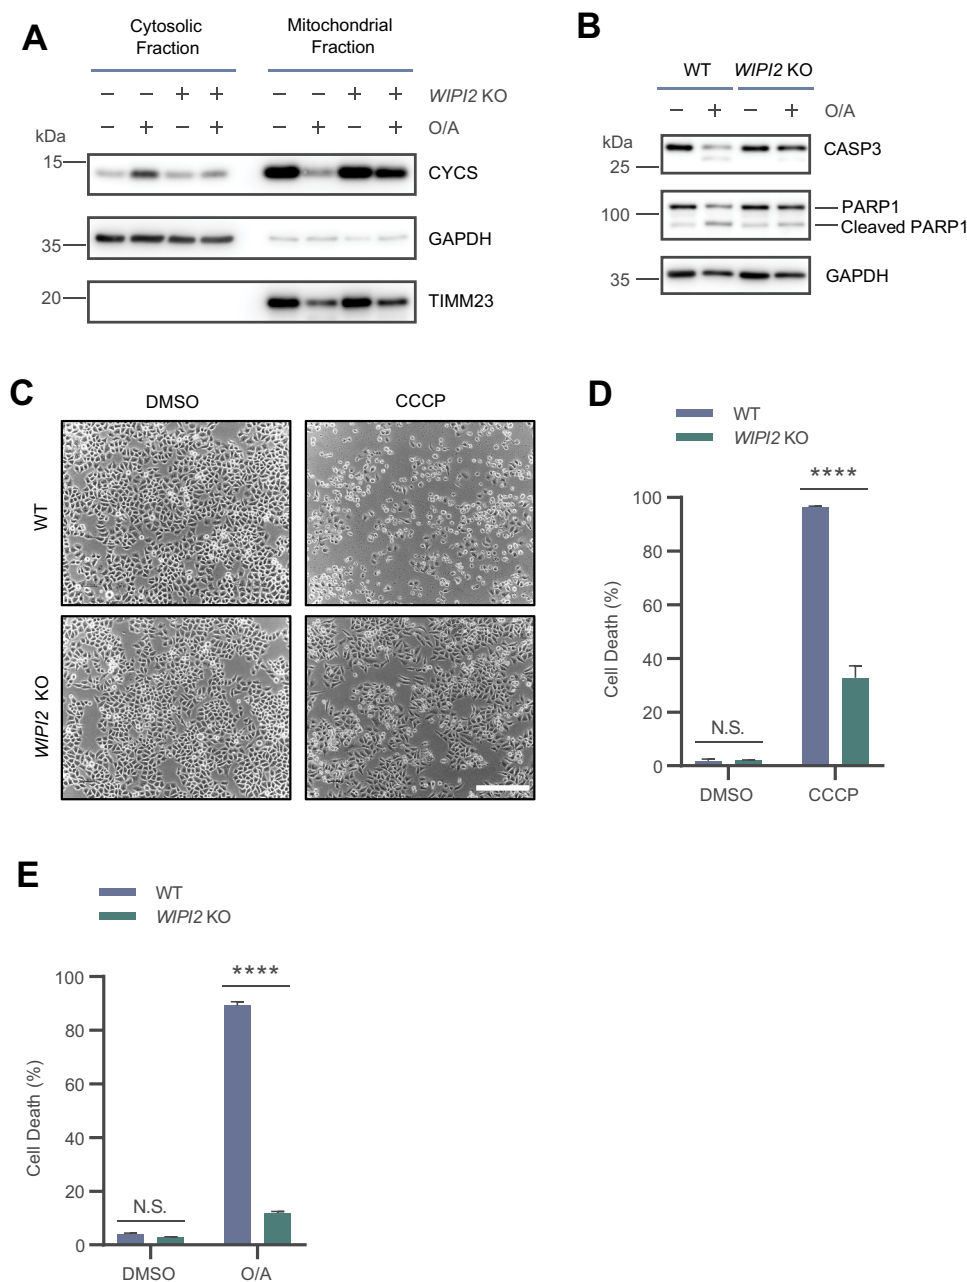 A
Cytosolic Fraction
Mitochondrial Fraction
− − + + − − + + WIPI2 KO
− + − + − + − + O/A
kDa
15
CYCS
35
GAPDH
20
TIMM23
B
WT WIPI2 KO
− + − + O/A
kDa
25
CASP3
100
PARP1
Cleaved PARP1
35
GAPDH
C
DMSO CCCP
WT
WIPI2 KO
D
WT
WIPI2 KO
****
100
80
60
40
20
0
Cell Death (%)
N.S.
DMSO CCCP
E
WT
WIPI2 KO
****
100
80
60
40
20
0
Cell Death (%)
N.S.
DMSO O/A